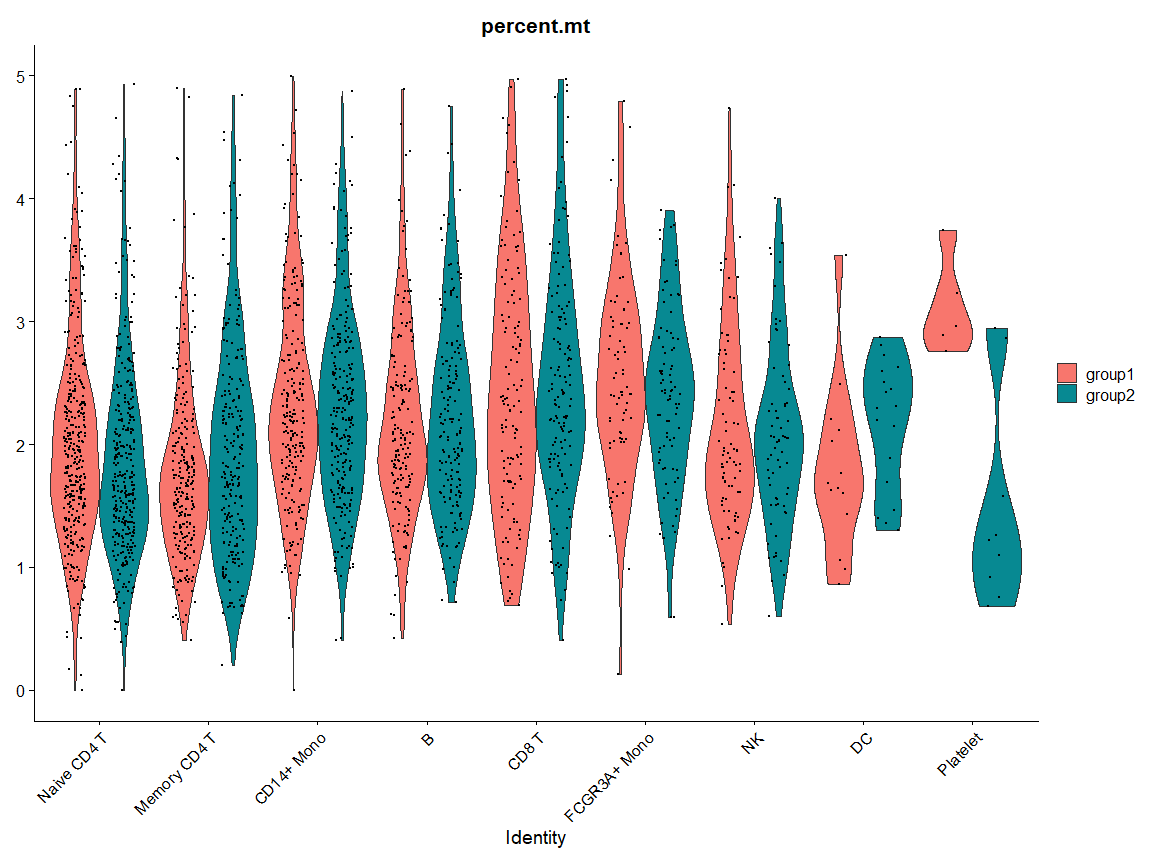 percent.mt
5
4
3
2
1
0
Naive CD4 T
Memory CD4 T
CD14+ Mono
B
CD8 T
FCGR3A+ Mono
NK
DC
Platelet
Identity
group1
group2